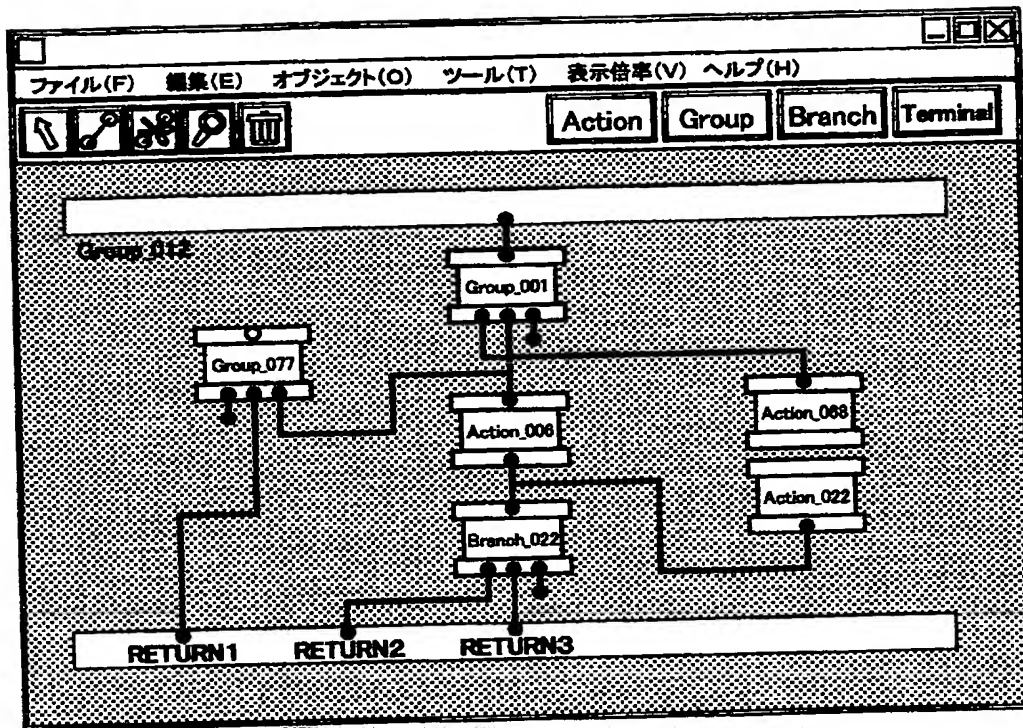 ファイル(F) 編集(E) オブジェクト(O) ツール(T) 表示倍率(V) ヘルプ(H)
Action Group Branch Terminal
Group_012
Group_001
Group_077
Action_006
Action_068
Action_022
Branch_022
RETURN1 RETURN2 RETURN3